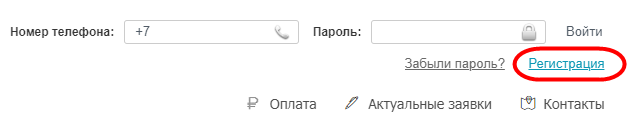 Номер телефона: +7 Пароль: Войти
Забыли пароль? Регистрация
₽ Оплата Актуальные заявки Контакты